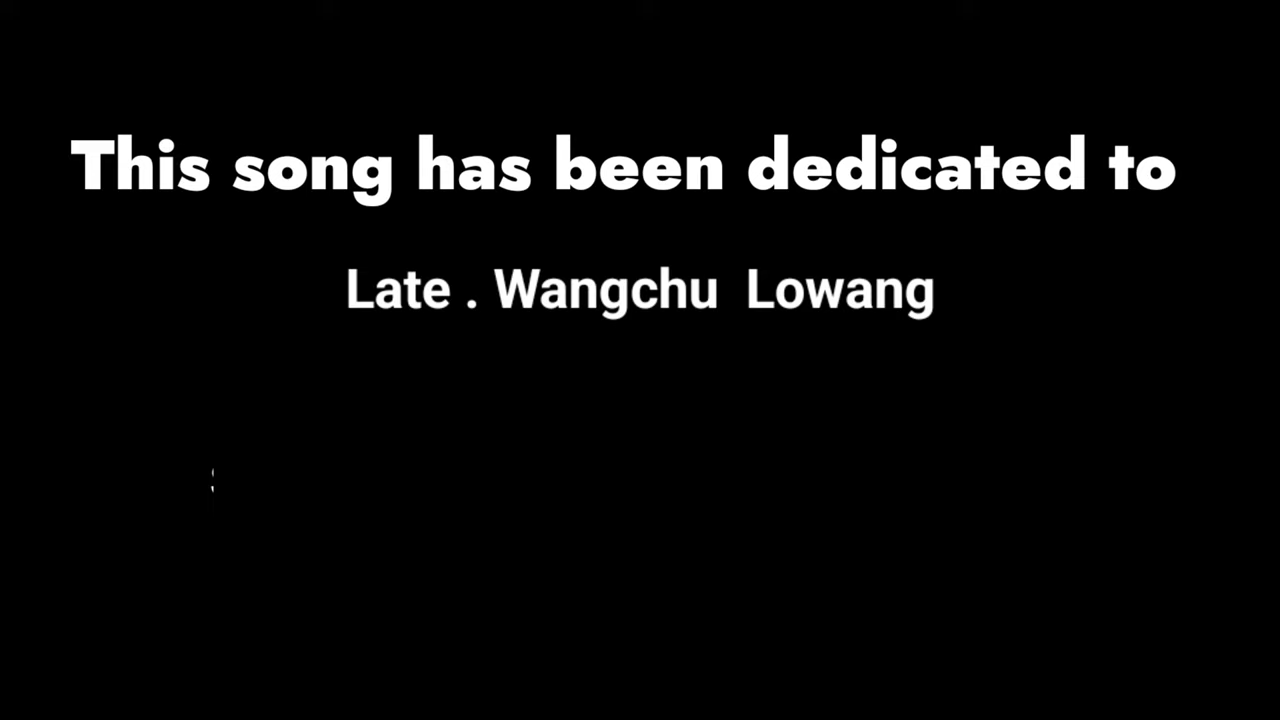 This song has been dedicated to
Late . Wangchu Lowang